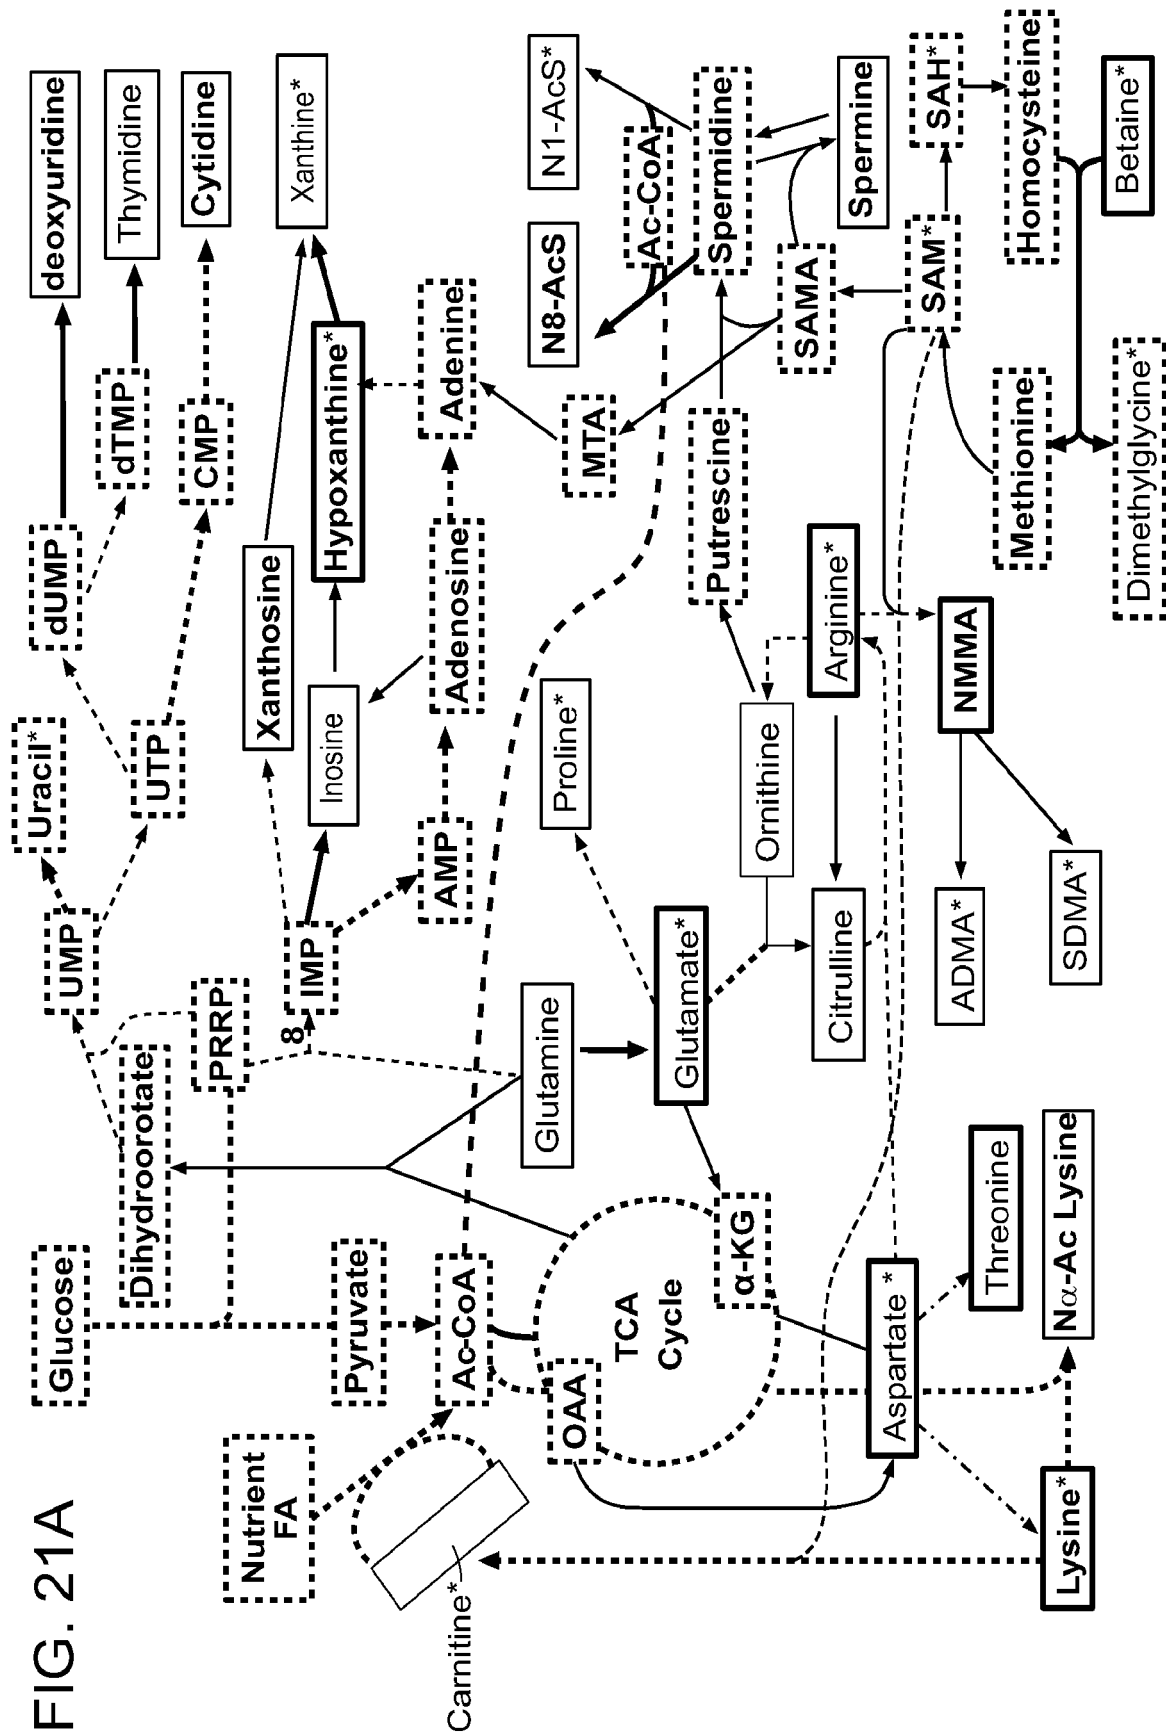 FIG. 21A
Glucose
Dihydroorotate
UMP
Uracil*
dUMP
deoxyuridine
UTP
dTMP
Thymidine
PRRP
CMP
Cytidine
Nutrient
FA
8
IMP
Xanthosine
Xanthine*
Inosine
Hypoxanthine*
Pyruvate
Carnitine*
Ac-CoA
AMP
Adenosine
Adenine
OAA
TCA
Cycle
Glutamine
Proline*
MTA
N8-AcS
N1-AcS*
Ac-CoA
α-KG
Glutamate*
Putrescine
Spermidine
Ornithine
SAMA
Citrulline
Arginine*
Spermine
Aspartate*
SAM*
SAH*
ADMA*
NMMA
Threonine
Methionine
Homocysteine
Lysine*
Nα-Ac Lysine
SDMA*
Dimethylglycine*
Betaine*